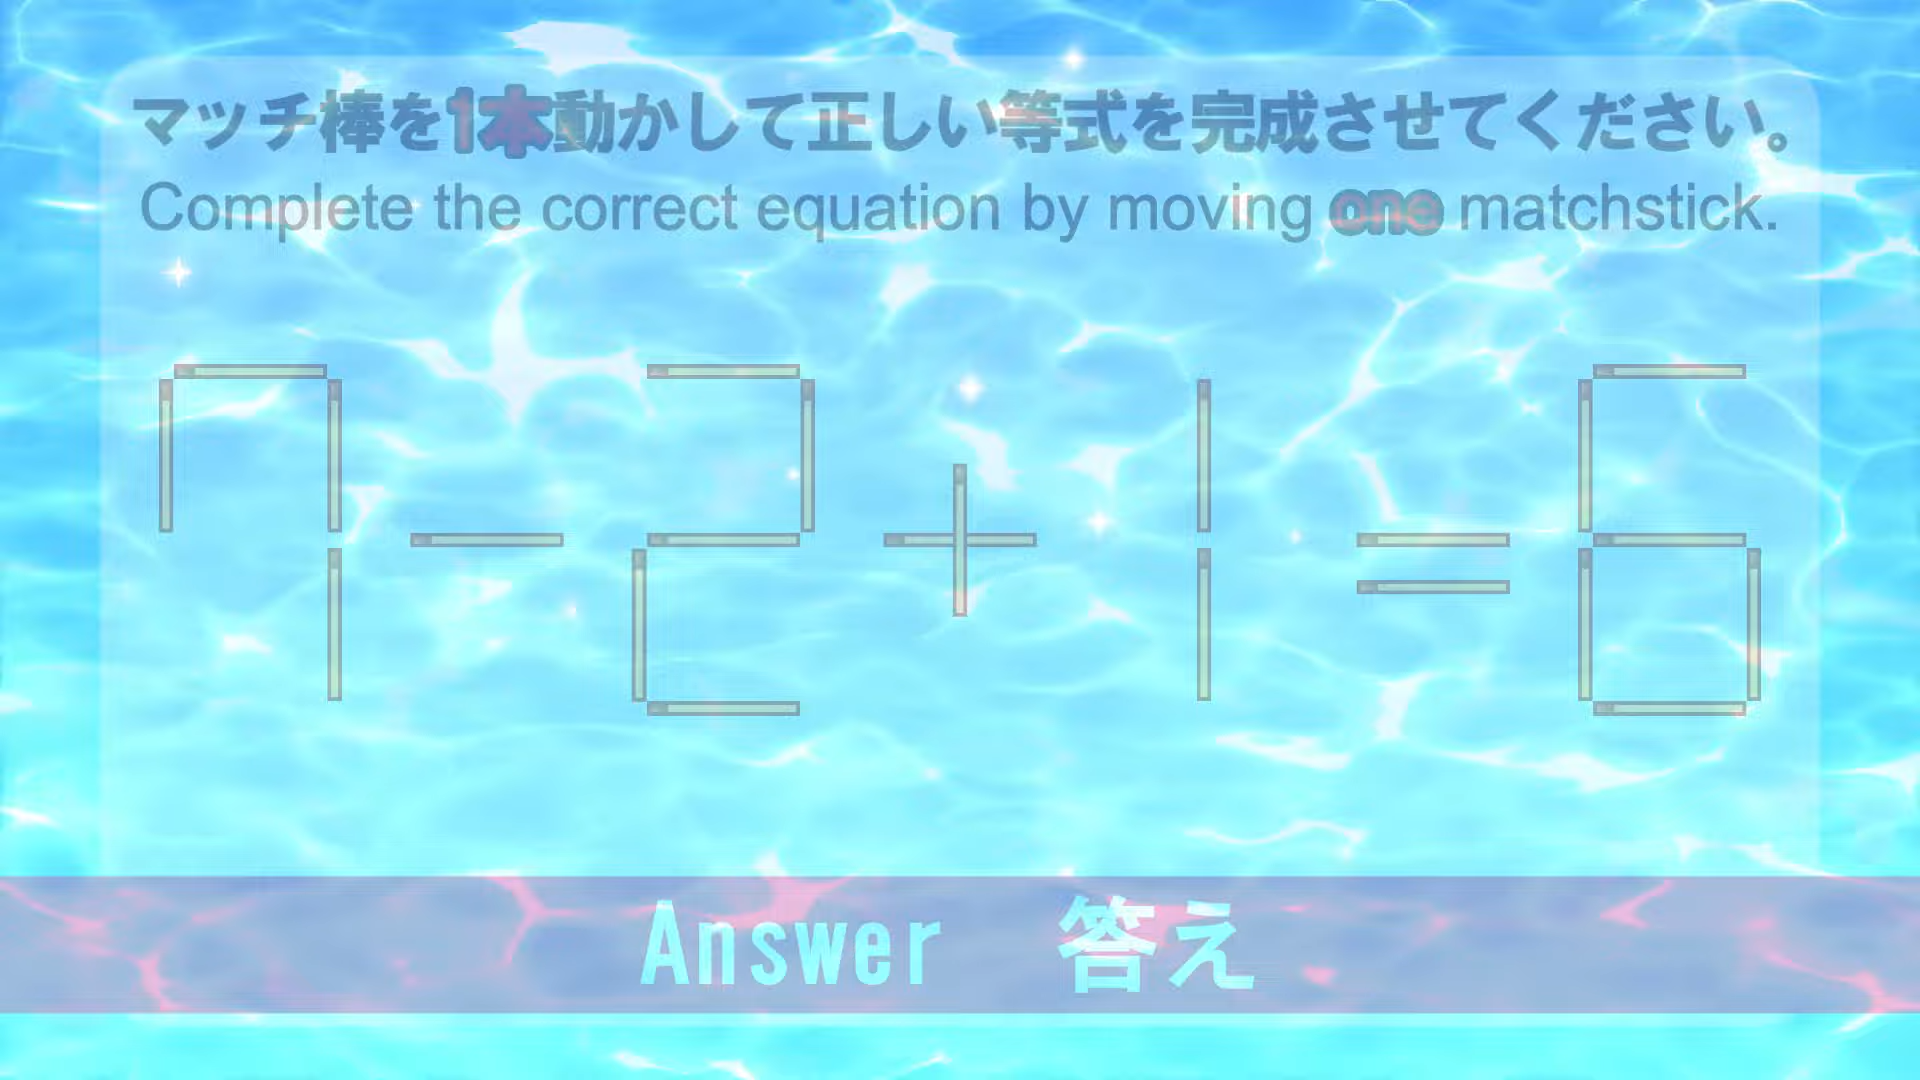 マッチ棒を1本動かして正しい等式を完成させてください。
Complete the correct equation by moving one matchstick.
7-2+1=6
Answer 答え